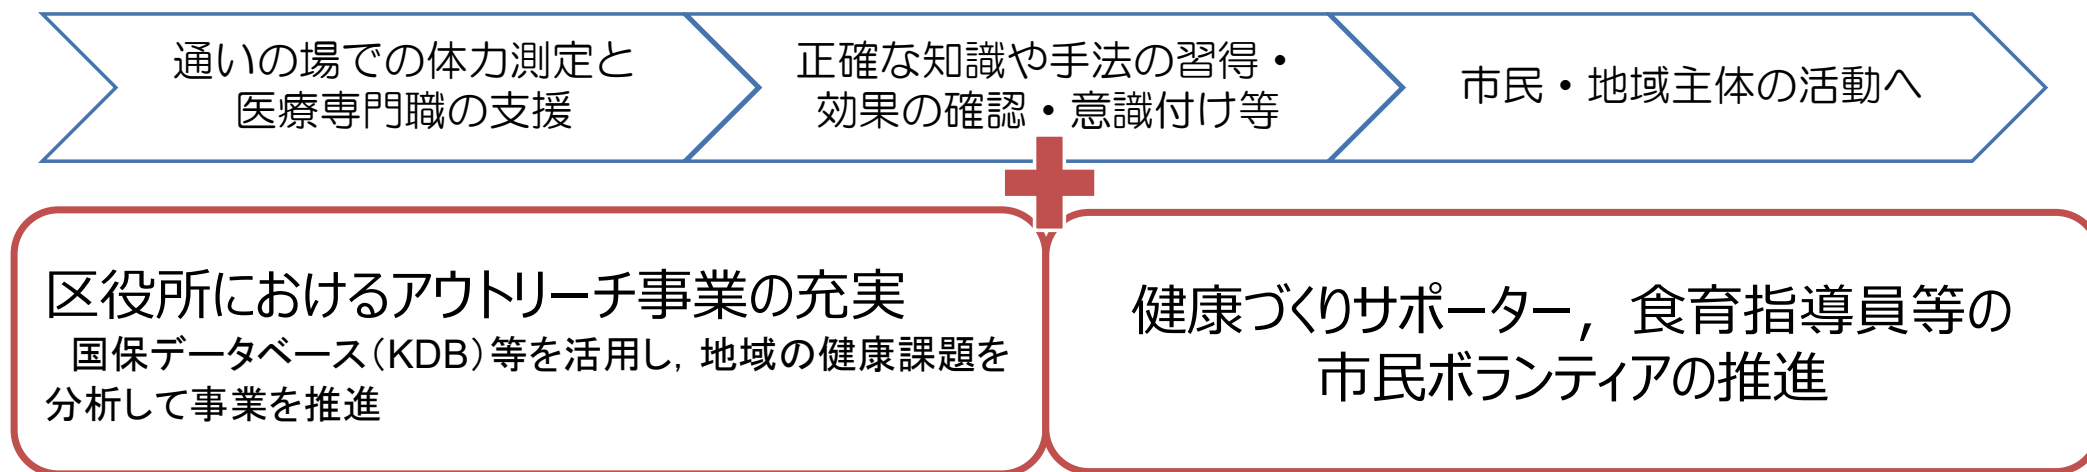 通いの場での体力測定と
医療専門職の支援
正確な知識や手法の習得・
効果の確認・意識付け等
市民・地域主体の活動へ
区役所におけるアウトリーチ事業の充実
国保データベース（KDB）等を活用し，地域の健康課題を
分析して事業を推進
健康づくりサポーター，食育指導員等の
市民ボランティアの推進